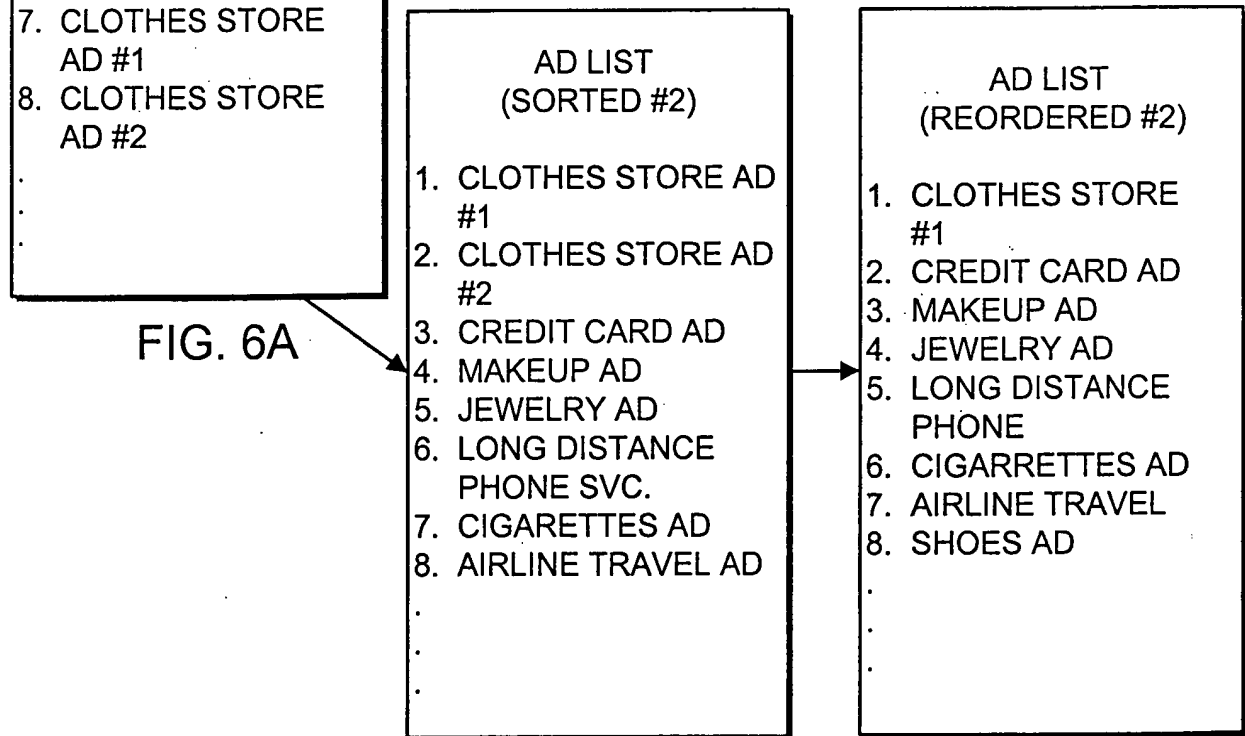 7. CLOTHES STORE
AD #1
8. CLOTHES STORE
AD #2
.
.
.
FIG. 6A
AD LIST
(SORTED #2)
1. CLOTHES STORE AD
#1
2. CLOTHES STORE AD
#2
3. CREDIT CARD AD
4. MAKEUP AD
5. JEWELRY AD
6. LONG DISTANCE
PHONE SVC.
7. CIGARETTES AD
8. AIRLINE TRAVEL AD
.
.
.
AD LIST
(REORDERED #2)
1. CLOTHES STORE
#1
2. CREDIT CARD AD
3. MAKEUP AD
4. JEWELRY AD
5. LONG DISTANCE
PHONE
6. CIGARRETTES AD
7. AIRLINE TRAVEL
8. SHOES AD
.
.
.